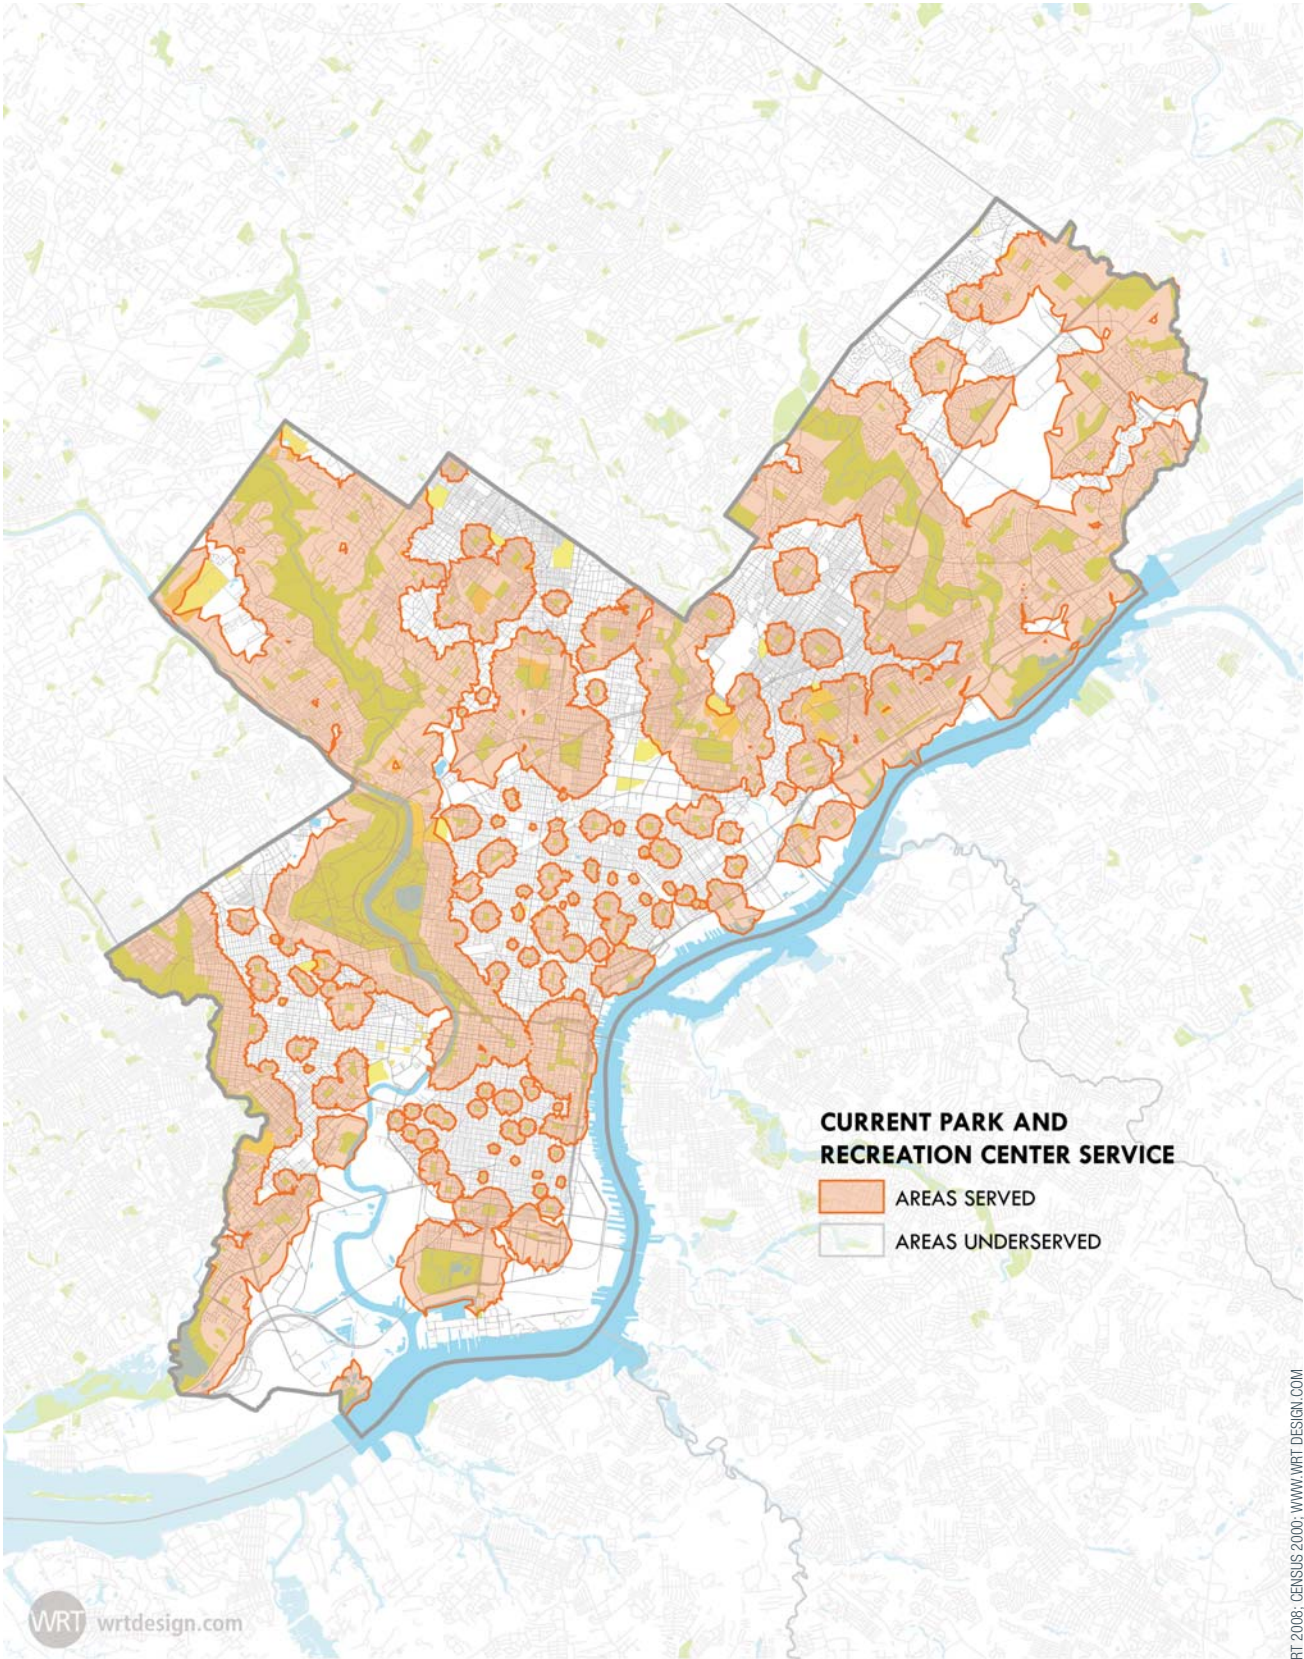 CURRENT PARK AND
RECREATION CENTER SERVICE
AREAS SERVED
AREAS UNDERSERVED
WRT wrtdesign.com
RT 2008; CENSUS 2000; WWW.WRT DESIGN.COM